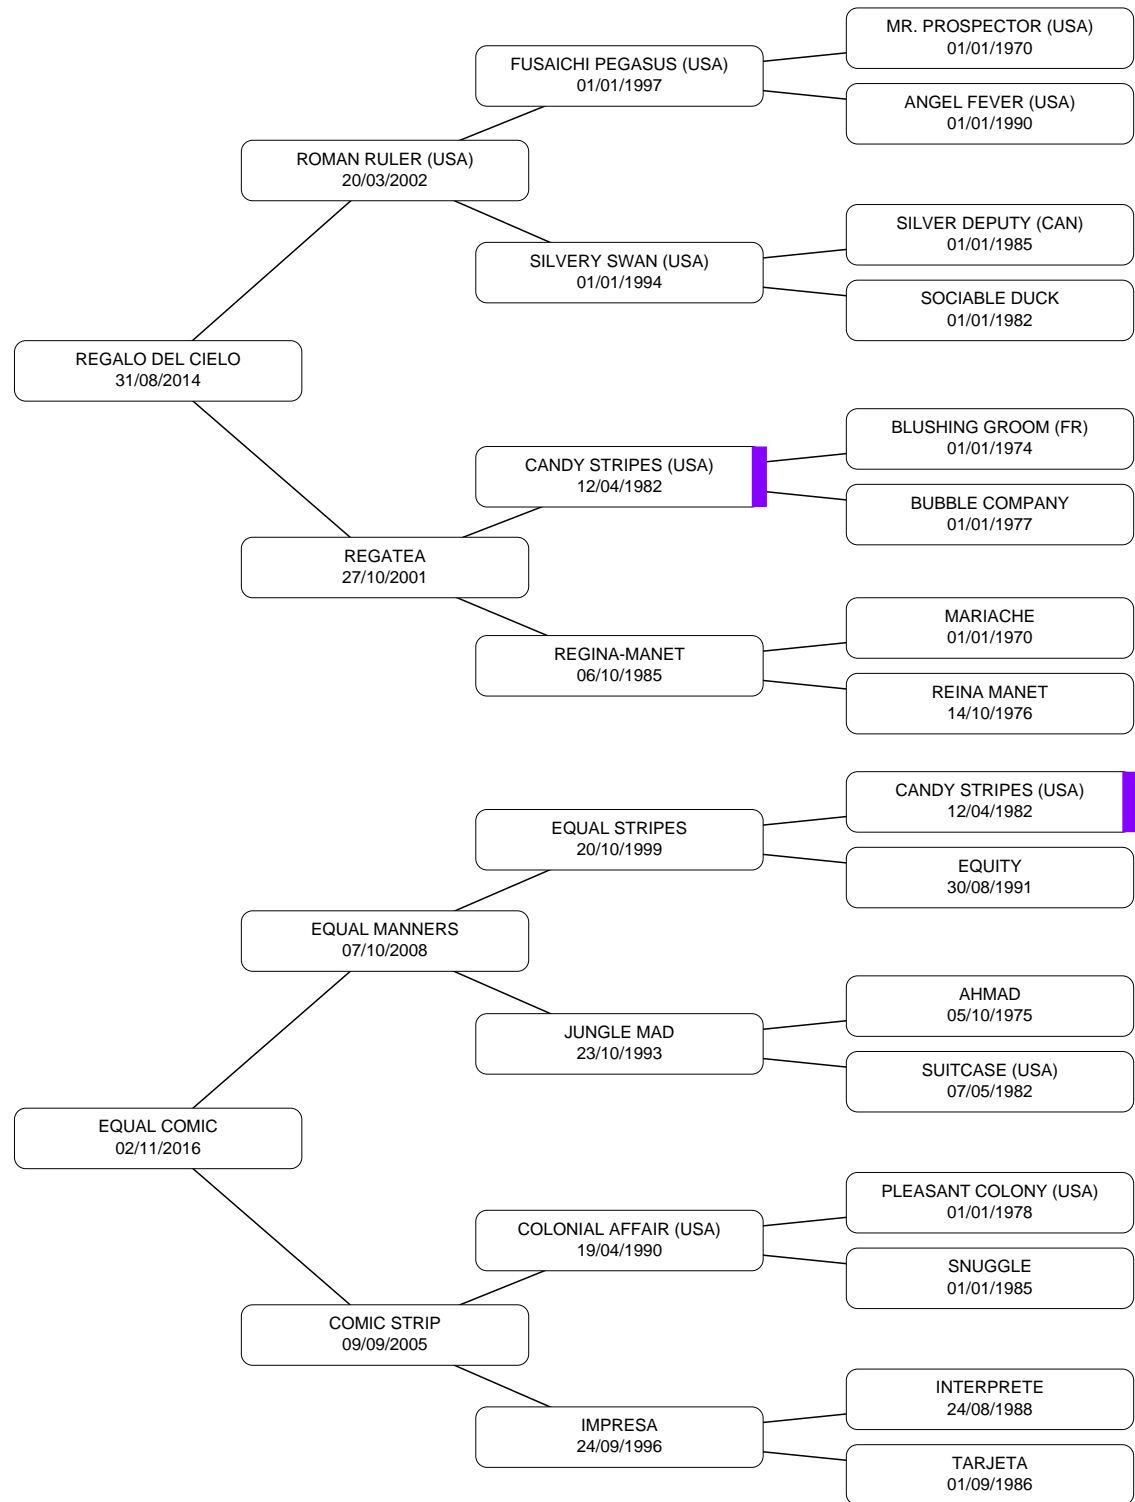 MR. PROSPECTOR (USA)
01/01/1970
FUSAICHI PEGASUS (USA)
01/01/1997
ANGEL FEVER (USA)
01/01/1990
ROMAN RULER (USA)
20/03/2002
SILVER DEPUTY (CAN)
01/01/1985
SILVERY SWAN (USA)
01/01/1994
SOCIABLE DUCK
01/01/1982
REGALO DEL CIELO
31/08/2014
BLUSHING GROOM (FR)
01/01/1974
CANDY STRIPES (USA)
12/04/1982
BUBBLE COMPANY
01/01/1977
REGATEA
27/10/2001
MARIACHE
01/01/1970
REGINA-MANET
06/10/1985
REINA MANET
14/10/1976
CANDY STRIPES (USA)
12/04/1982
EQUAL STRIPES
20/10/1999
EQUITY
30/08/1991
EQUAL MANNERS
07/10/2008
AHMAD
05/10/1975
JUNGLE MAD
23/10/1993
SUITCASE (USA)
07/05/1982
EQUAL COMIC
02/11/2016
PLEASANT COLONY (USA)
01/01/1978
COLONIAL AFFAIR (USA)
19/04/1990
SNUGGLE
01/01/1985
COMIC STRIP
09/09/2005
INTERPRETE
24/08/1988
IMPRESA
24/09/1996
TARJETA
01/09/1986